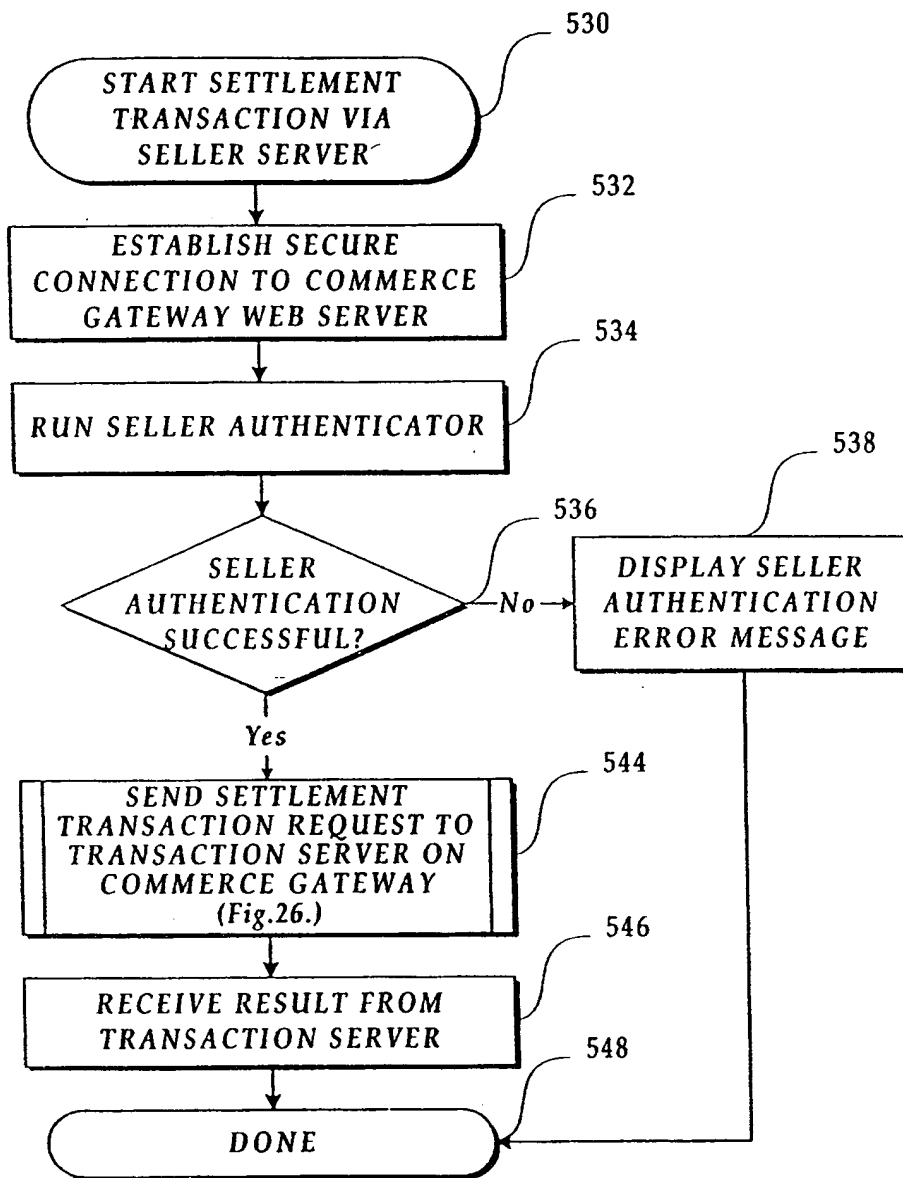 530
START SETTLEMENT
TRANSACTION VIA
SELLER SERVER
532
ESTABLISH SECURE
CONNECTION TO COMMERCE
GATEWAY WEB SERVER
534
RUN SELLER AUTHENTICATOR
536
SELLER
AUTHENTICATION
SUCCESSFUL?
No
538
DISPLAY SELLER
AUTHENTICATION
ERROR MESSAGE
Yes
544
SEND SETTLEMENT
TRANSACTION REQUEST TO
TRANSACTION SERVER ON
COMMERCE GATEWAY
(Fig.26.)
546
RECEIVE RESULT FROM
TRANSACTION SERVER
548
DONE